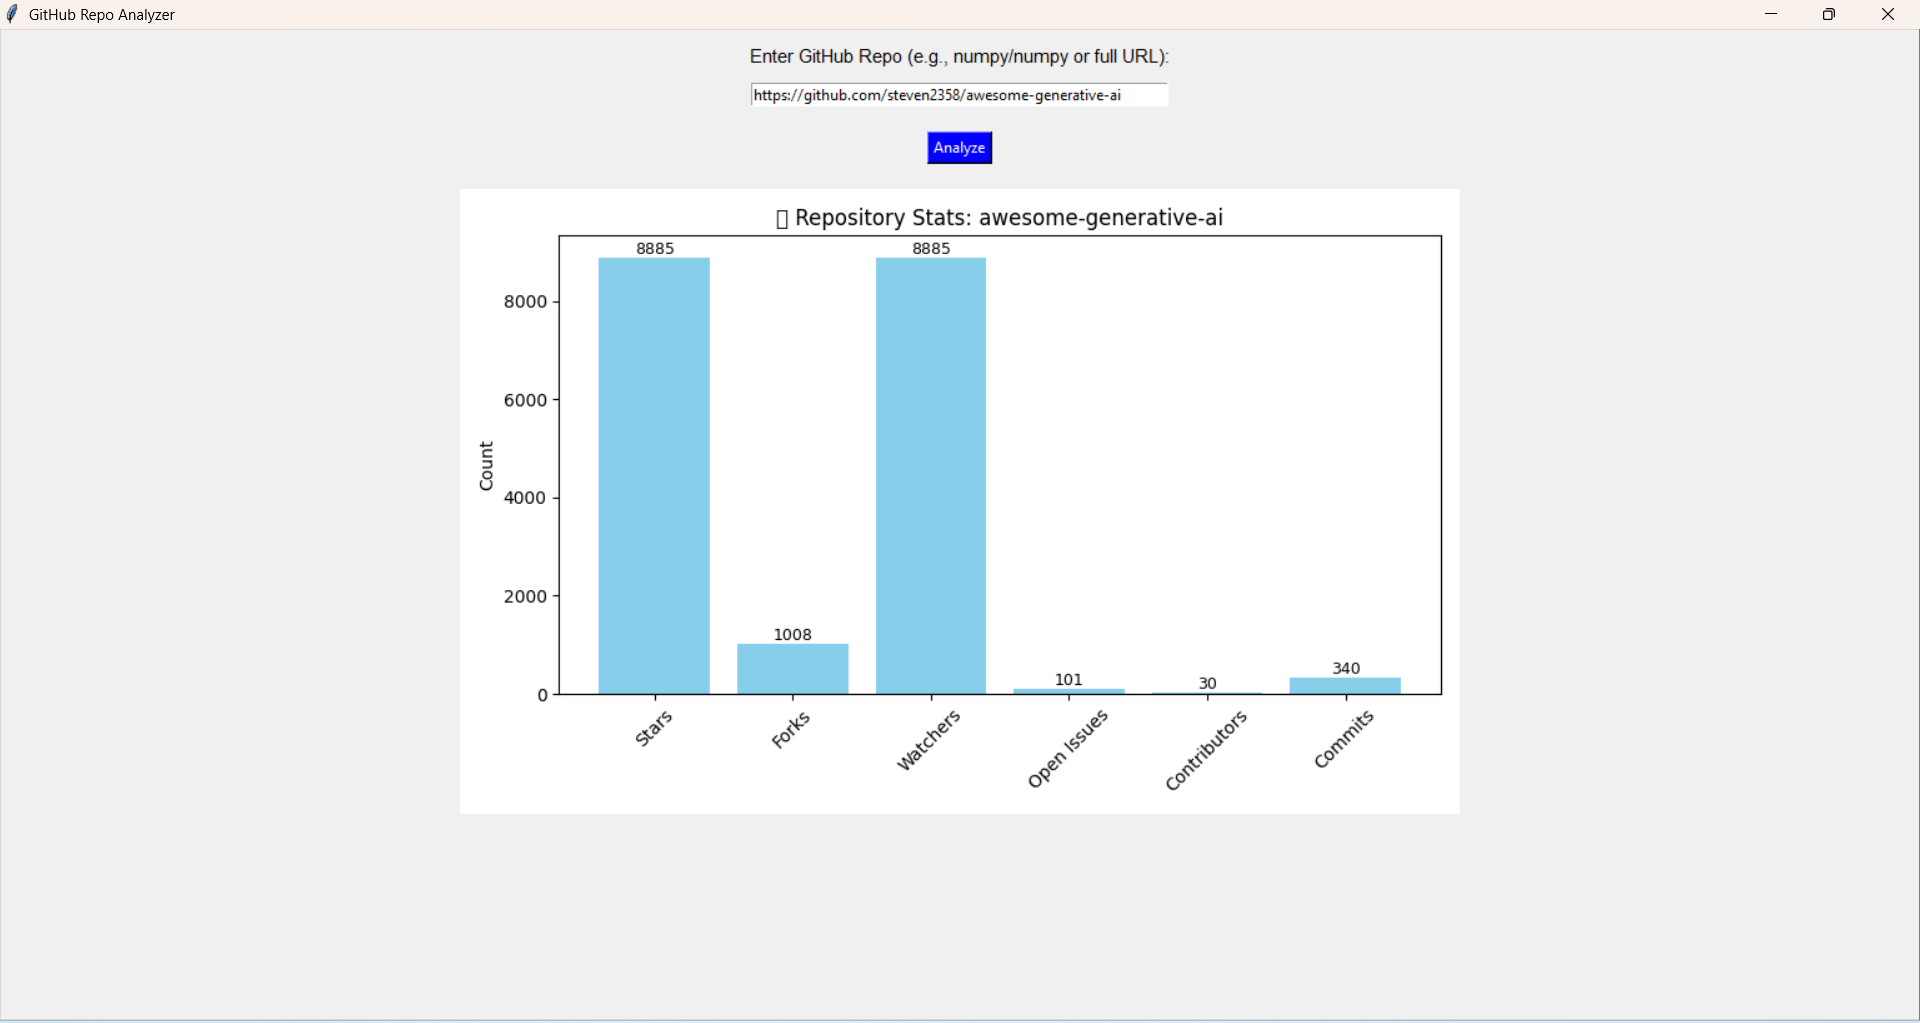 GitHub Repo Analyzer
Enter GitHub Repo (e.g., numpy/numpy or full URL):
https://github.com/steven2358/awesome-generative-ai
Analyze
▯ Repository Stats: awesome-generative-ai
8885
8885
8000
6000
Count
4000
2000
1008
340
101
30
0
Stars
Forks
Watchers
Open Issues
Contributors
Commits